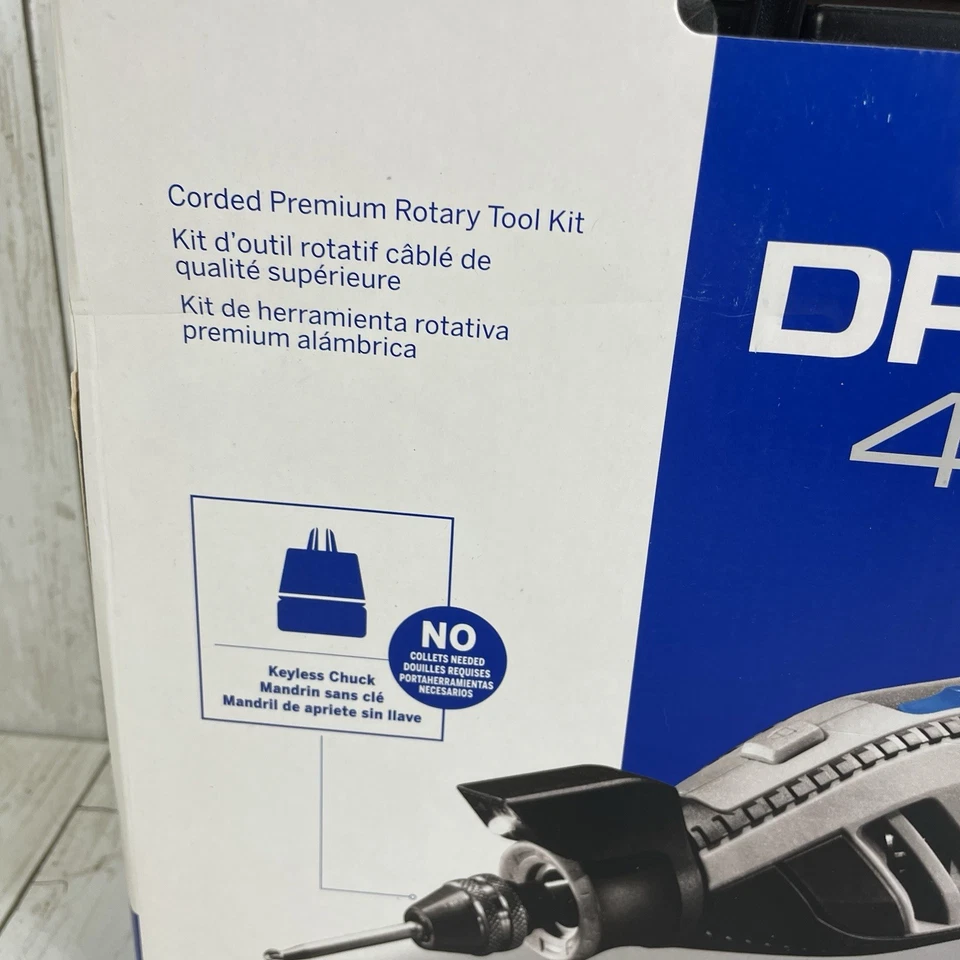 Corded Premium Rotary Tool Kit
Kit d'outil rotatif câblé de
qualité supérieure
Kit de herramienta rotativa
premium alámbrica
DR
4
NO
COLLETS NEEDED
DOUILLES REQUISES
PORTAHERRAMIENTAS
NECESARIOS
Keyless Chuck
Mandrin sans clé
Mandril de apriete sin llave